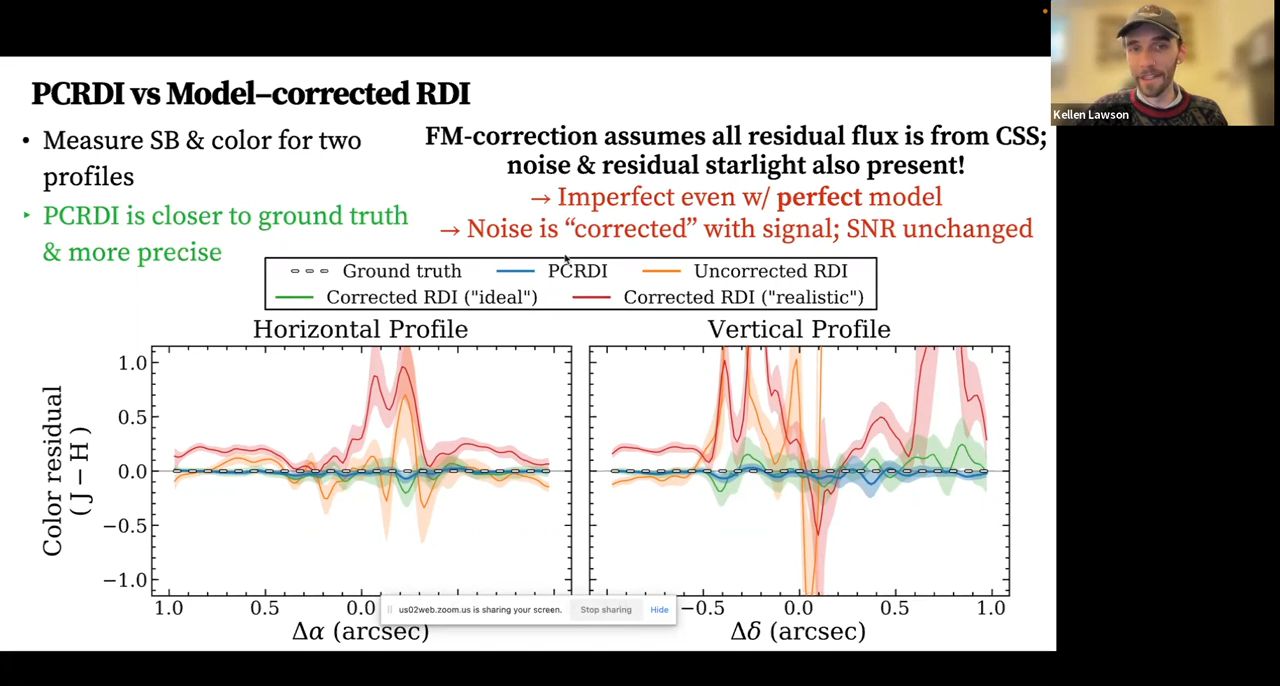 Kellen Lawson
PCRDI vs Model–corrected RDI
• Measure SB & color for two
profiles
‣ PCRDI is closer to ground truth
& more precise
FM-correction assumes all residual flux is from CSS;
noise & residual starlight also present!
→ Imperfect even w/ perfect model
→ Noise is “corrected” with signal; SNR unchanged
Ground truth PCRDI Uncorrected RDI
Corrected RDI ("ideal") Corrected RDI ("realistic")
Horizontal Profile Vertical Profile
Color residual
( J − H )
1.0
0.5
0.0
−0.5
−1.0
1.0 0.5 0.0 −0.5 0.0 0.5 1.0
us02web.zoom.us is sharing your screen. Stop sharing Hide
Δα (arcsec) Δδ (arcsec)